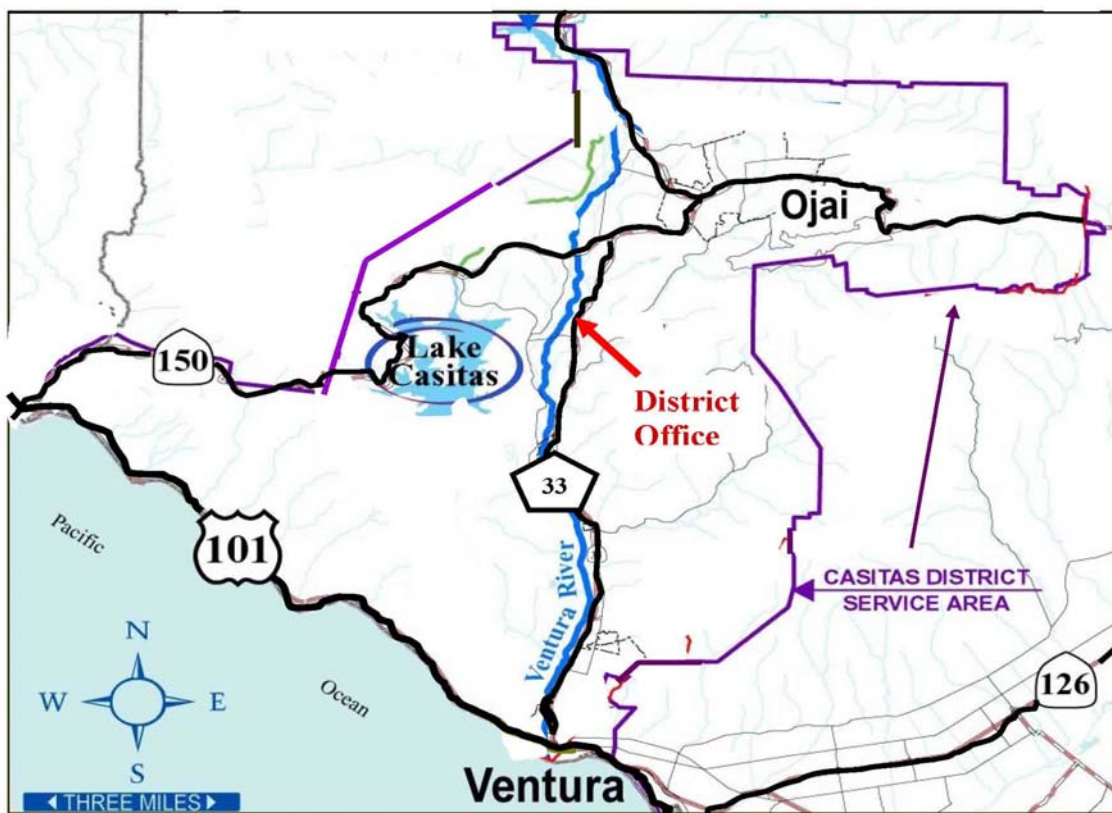 Ojai
150
Lake
Casitas
District
Office
33
Pacific
101
Ventura River
CASITAS DISTRICT
SERVICE AREA
N
W E
S
Ocean
126
Ventura
THREE MILES